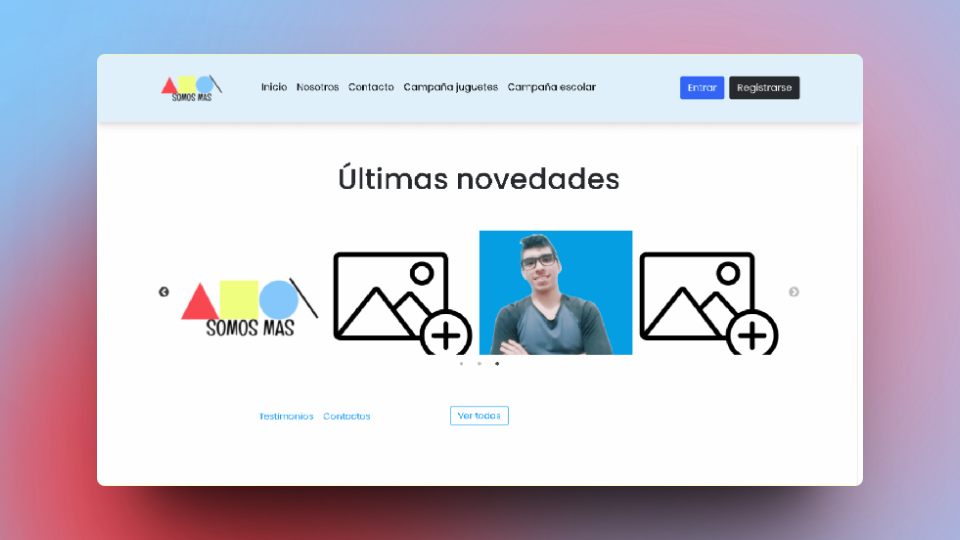 SOMOS MAS
Inicio Nosotros Contacto Campaña juguetes Campaña escolar
Entrar Registrarse
Últimas novedades
SOMOS MAS
Testimonios Contactos
Ver todas